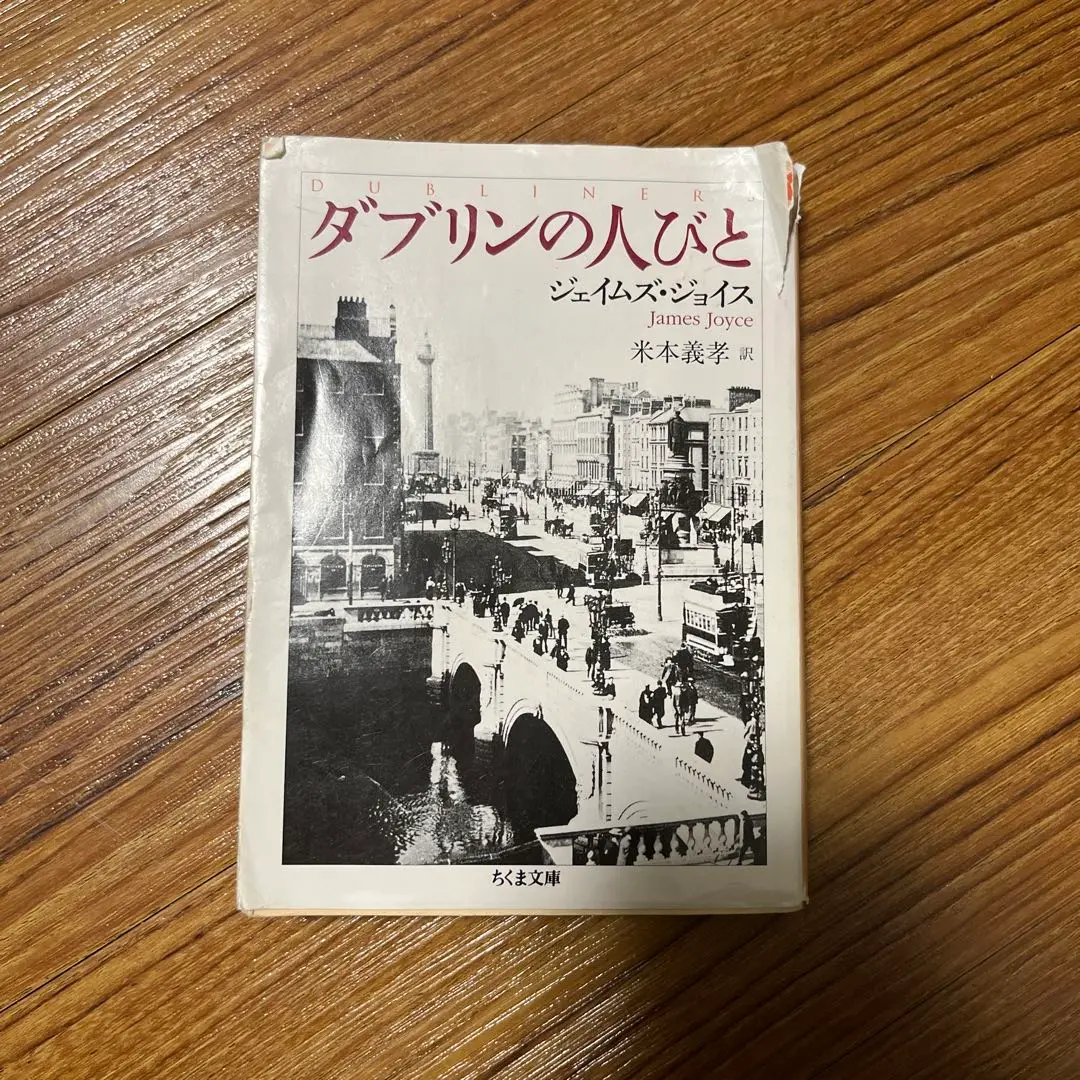 DUBLINERS
ダブリンの人びと
ジェイムズ・ジョイス
James Joyce
米本義孝 訳
ちくま文庫